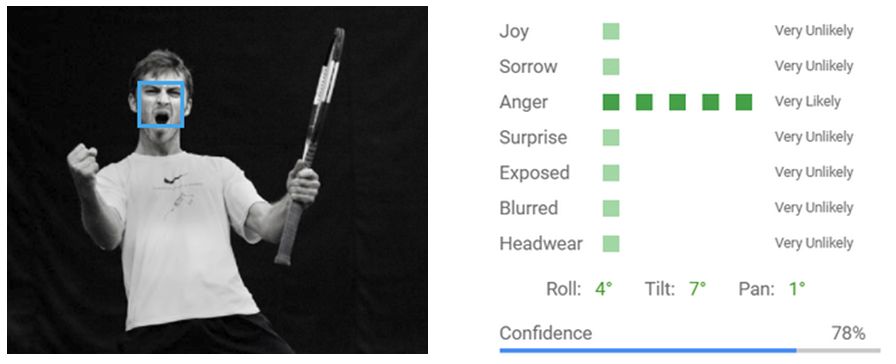 Joy Very Unlikely
Sorrow Very Unlikely
Anger Very Likely
Surprise Very Unlikely
Exposed Very Unlikely
Blurred Very Unlikely
Headwear Very Unlikely
Roll: 4° Tilt: 7° Pan: 1°
Confidence 78%